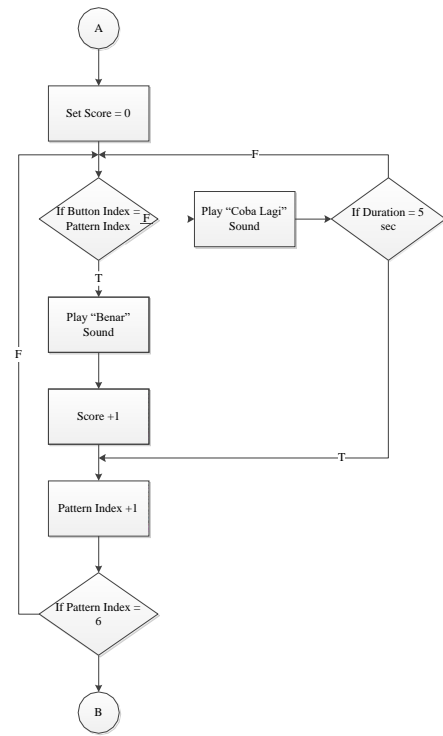 A
Set Score = 0
F
If Button Index =
Pattern Index
F
Play “Coba Lagi”
Sound
If Duration = 5
sec
T
Play “Benar”
Sound
F
Score +1
T
Pattern Index +1
If Pattern Index =
6
B